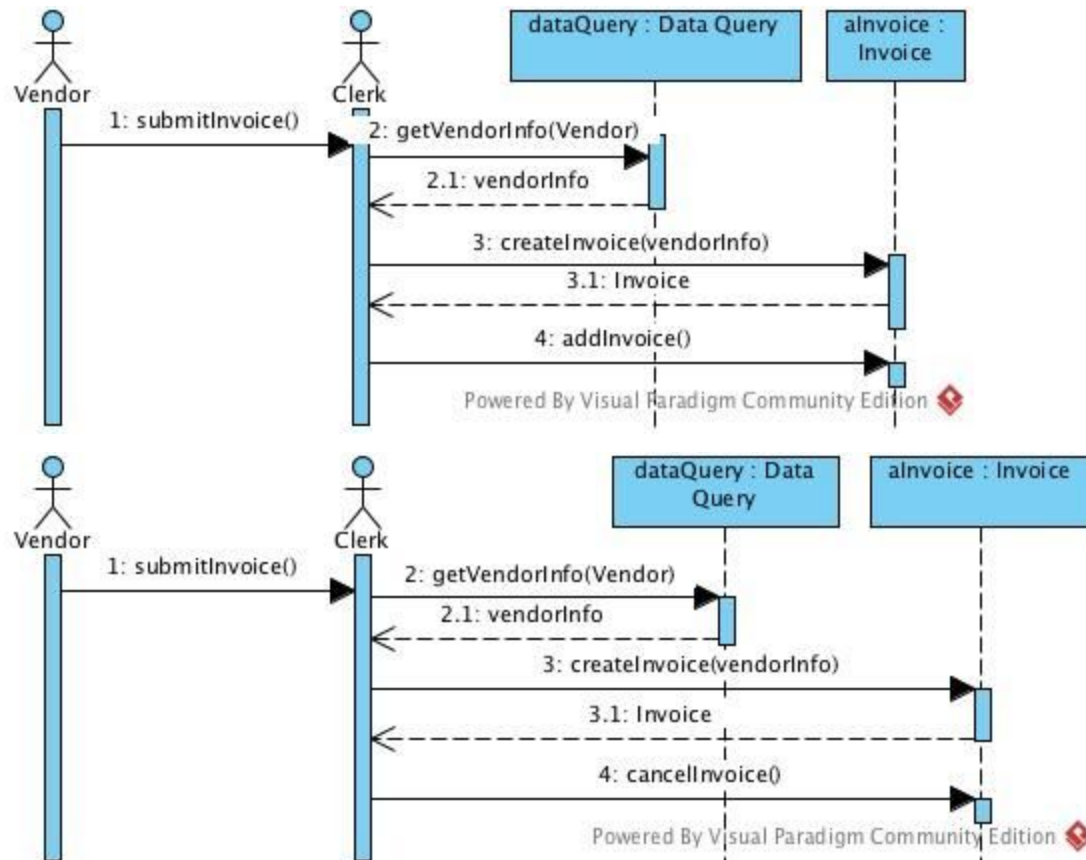 dataQuery : Data Query
aInvoice :
Invoice
Vendor
Clerk
1: submitInvoice()
2: getVendorInfo(Vendor)
2.1: vendorInfo
3: createInvoice(vendorInfo)
3.1: Invoice
4: addInvoice()
Powered By Visual Paradigm Community Edition
dataQuery : Data
Query
aInvoice : Invoice
Vendor
Clerk
1: submitInvoice()
2: getVendorInfo(Vendor)
2.1: vendorInfo
3: createInvoice(vendorInfo)
3.1: Invoice
4: cancelInvoice()
Powered By Visual Paradigm Community Edition